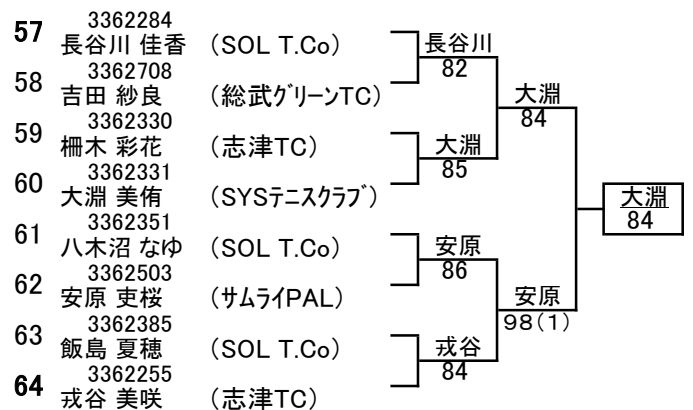 57 3362284 長谷川 佳香 (SOL T.Co)
58 3362708 吉田 紗良 (総武グリーンTC)
長谷川 82
59 3362330 柵木 彩花 (志津TC)
60 3362331 大淵 美侑 (SYSテニスクラブ)
大淵 85
大淵 84
61 3362351 八木沼 なゆ (SOL T.Co)
62 3362503 安原 吏桜 (サムライPAL)
安原 86
63 3362385 飯島 夏穂 (SOL T.Co)
64 3362255 戎谷 美咲 (志津TC)
戎谷 84
安原 98(1)
大淵 84